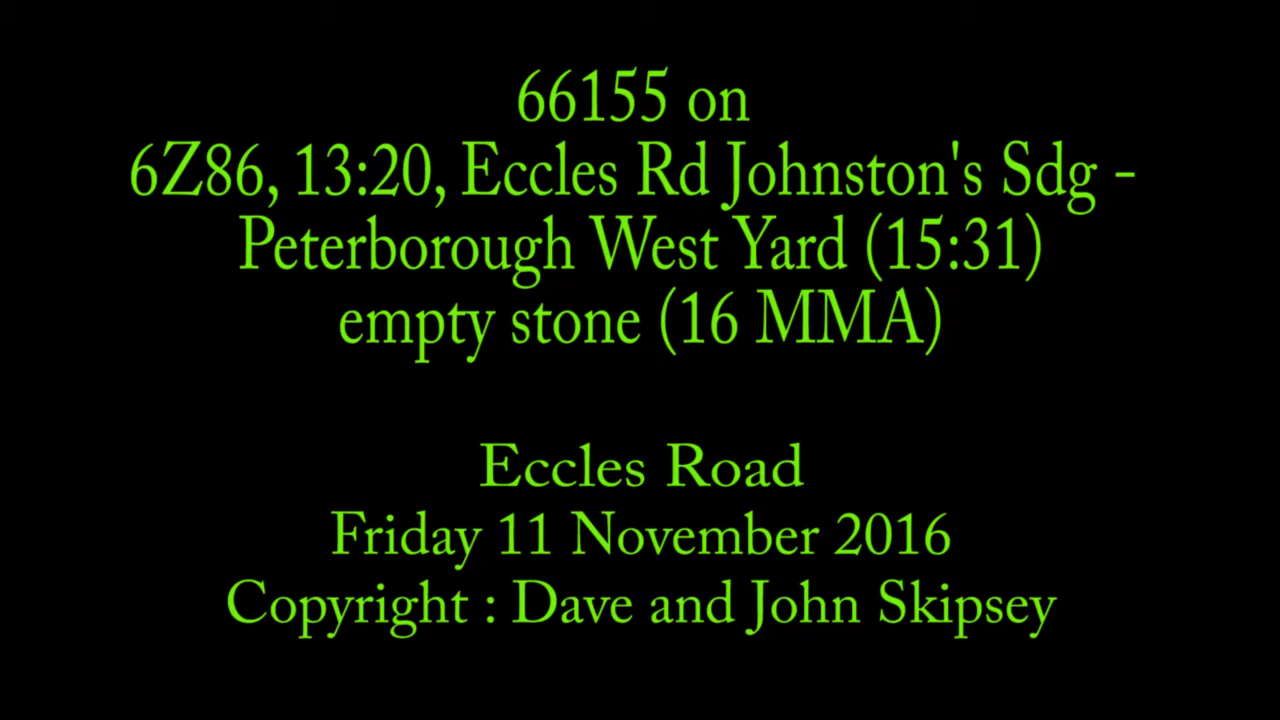 66155 on
6Z86, 13:20, Eccles Rd Johnston's Sdg -
Peterborough West Yard (15:31)
empty stone (16 MMA)
Eccles Road
Friday 11 November 2016
Copyright : Dave and John Skipsey